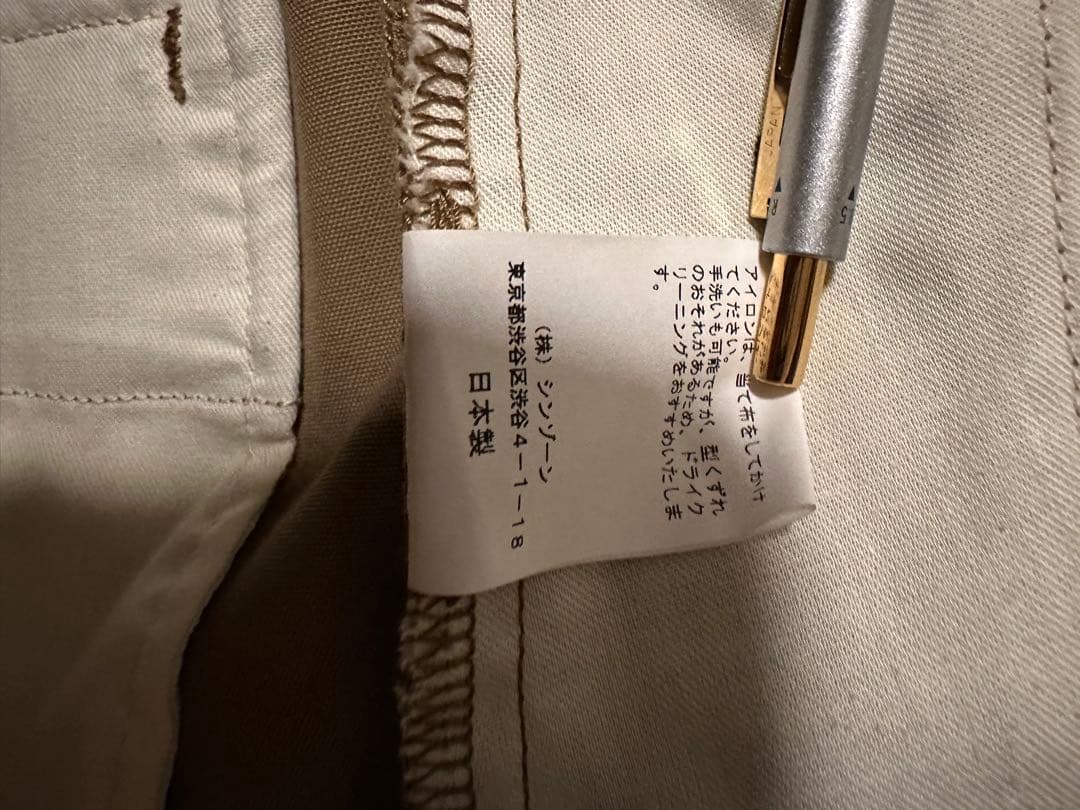 アイロンは、当て布をしてかけ
てください。
手洗いも可能ですが、型くずれ
のおそれがあるため、ドライク
リーニングをおすすめいたしま
す。
(株)シンゾーン
東京都渋谷区渋谷4-1-18
日本製